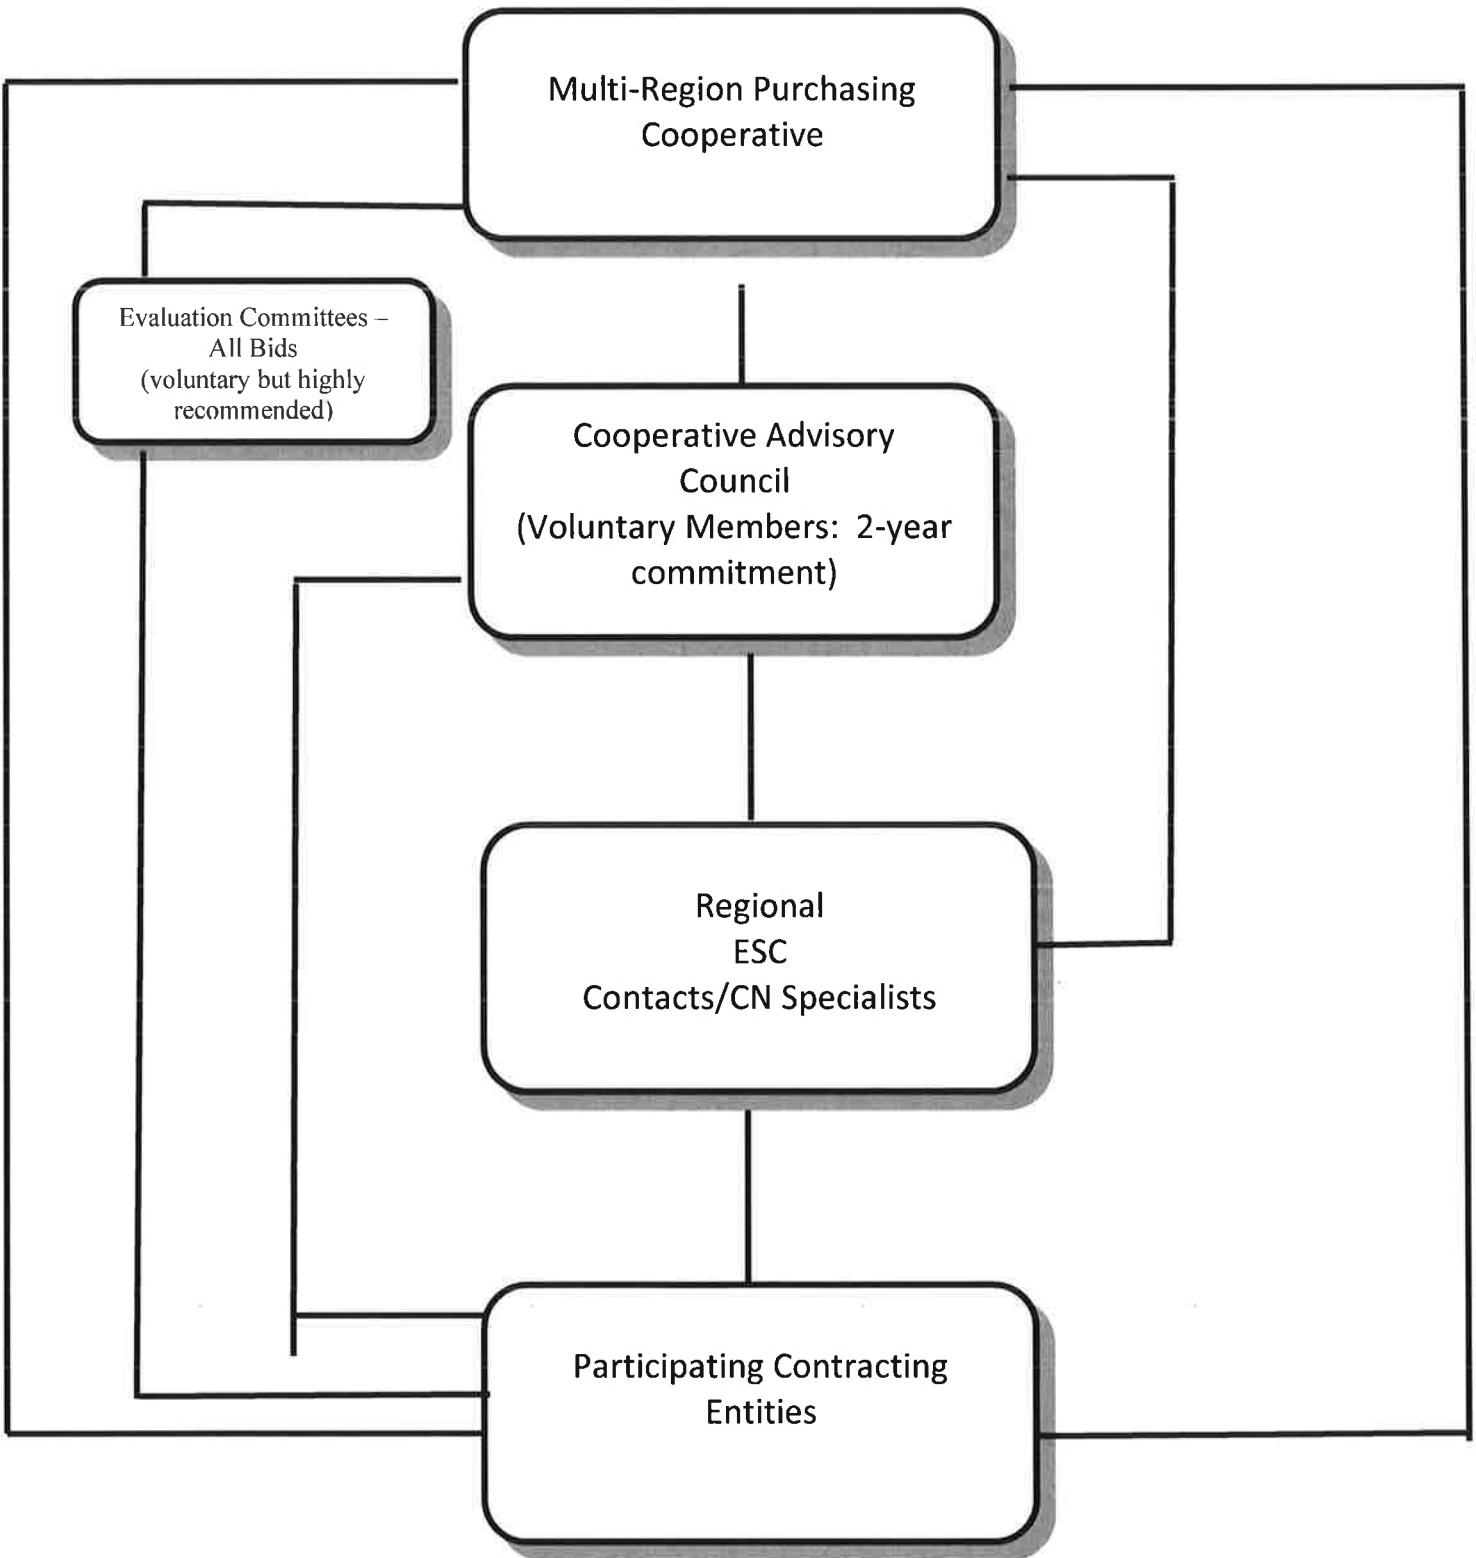 Multi-Region Purchasing
Cooperative
Evaluation Committees –
All Bids
(voluntary but highly
recommended)
Cooperative Advisory
Council
(Voluntary Members:  2-year
commitment)
Regional
ESC
Contacts/CN Specialists
Participating Contracting
Entities